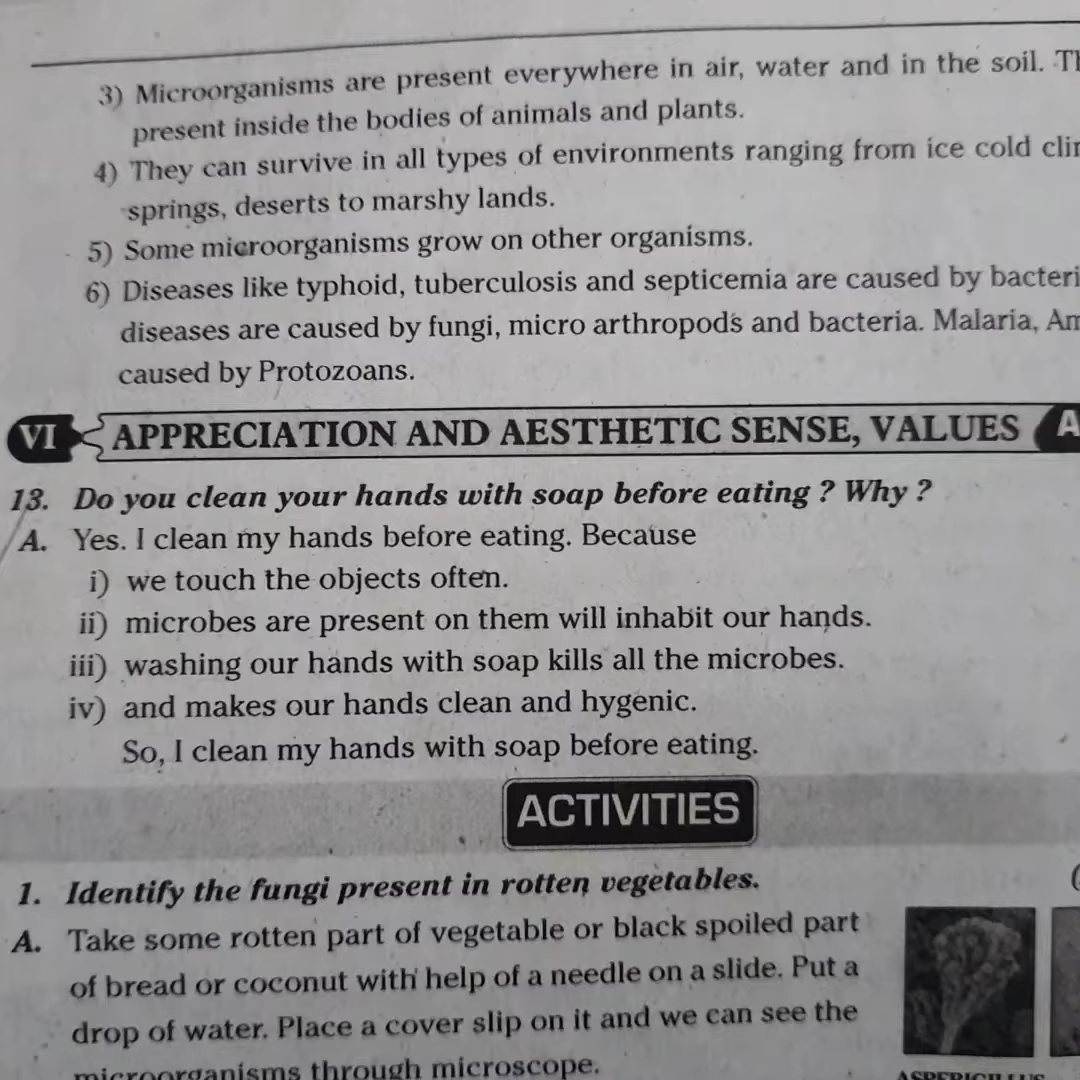 3) Microorganisms are present everywhere in air, water and in the soil.
present inside the bodies of animals and plants.
4) They can survive in all types of environments ranging from ice cold
springs, deserts to marshy lands.
5) Some microorganisms grow on other organisms.
6) Diseases like typhoid, tuberculosis and septicemia are caused by
diseases are caused by fungi, micro arthropods and bacteria. Malaria,
caused by Protozoans.
VI APPRECIATION AND AESTHETIC SENSE, VALUES
13. Do you clean your hands with soap before eating ? Why ?
A. Yes. I clean my hands before eating. Because
i) we touch the objects often.
ii) microbes are present on them will inhabit our hands.
iii) washing our hands with soap kills all the microbes.
iv) and makes our hands clean and hygenic.
So, I clean my hands with soap before eating.
ACTIVITIES
1. Identify the fungi present in rotten vegetables.
A. Take some rotten part of vegetable or black spoiled part
of bread or coconut with help of a needle on a slide. Put a
drop of water. Place a cover slip on it and we can see the
microorganisms through microscope.